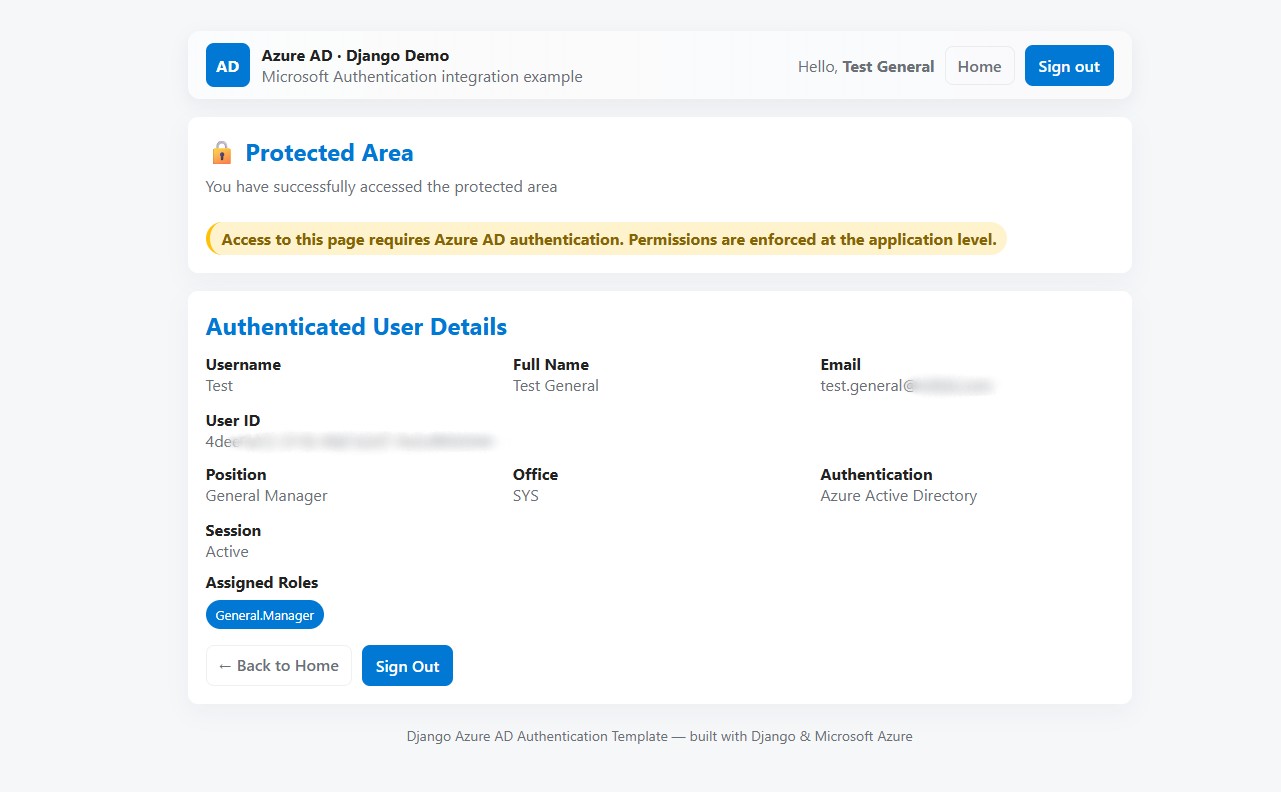 AD
Azure AD · Django Demo
Microsoft Authentication integration example
Hello, Test General
Home
Sign out
Protected Area
You have successfully accessed the protected area
Access to this page requires Azure AD authentication. Permissions are enforced at the application level.
Authenticated User Details
Username
Test
Full Name
Test General
Email
test.general@
User ID
4dee
Position
General Manager
Office
SYS
Authentication
Azure Active Directory
Session
Active
Assigned Roles
General.Manager
← Back to Home
Sign Out
Django Azure AD Authentication Template — built with Django & Microsoft Azure